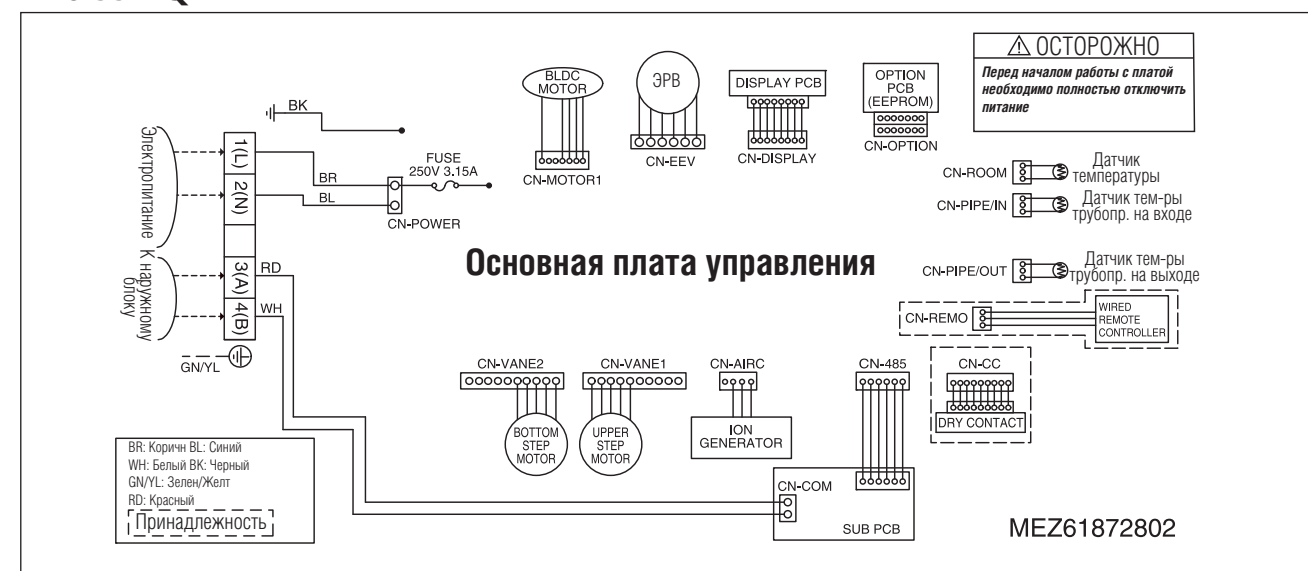 ⚠ ОСТОРОЖНО
Перед началом работы с платой
необходимо полностью отключить
питание
BK
BLDC
MOTOR
CN-MOTOR1
ЭРВ
CN-EEV
DISPLAY PCB
CN-DISPLAY
OPTION
PCB
(EEPROM)
CN-OPTION
Электропитание
1(L)
2(N)
BR
BL
FUSE
250V 3.15A
CN-POWER
CN-ROOM
Датчик
температуры
CN-PIPE/IN
Датчик тем-ры
трубопр. на входе
CN-PIPE/OUT
Датчик тем-ры
трубопр. на выходе
Основная плата управления
К наружному
блоку
3(A)
4(B)
RD
WH
GN/YL
CN-REMO
WIRED
REMOTE
CONTROLLER
CN-VANE2
BOTTOM
STEP
MOTOR
CN-VANE1
UPPER
STEP
MOTOR
CN-AIRC
ION
GENERATOR
CN-485
CN-CC
DRY CONTACT
CN-COM
SUB PCB
BR: Коричн BL: Синий
WH: Белый BK: Черный
GN/YL: Зелен/Желт
RD: Красный
Принадлежность
MEZ61872802